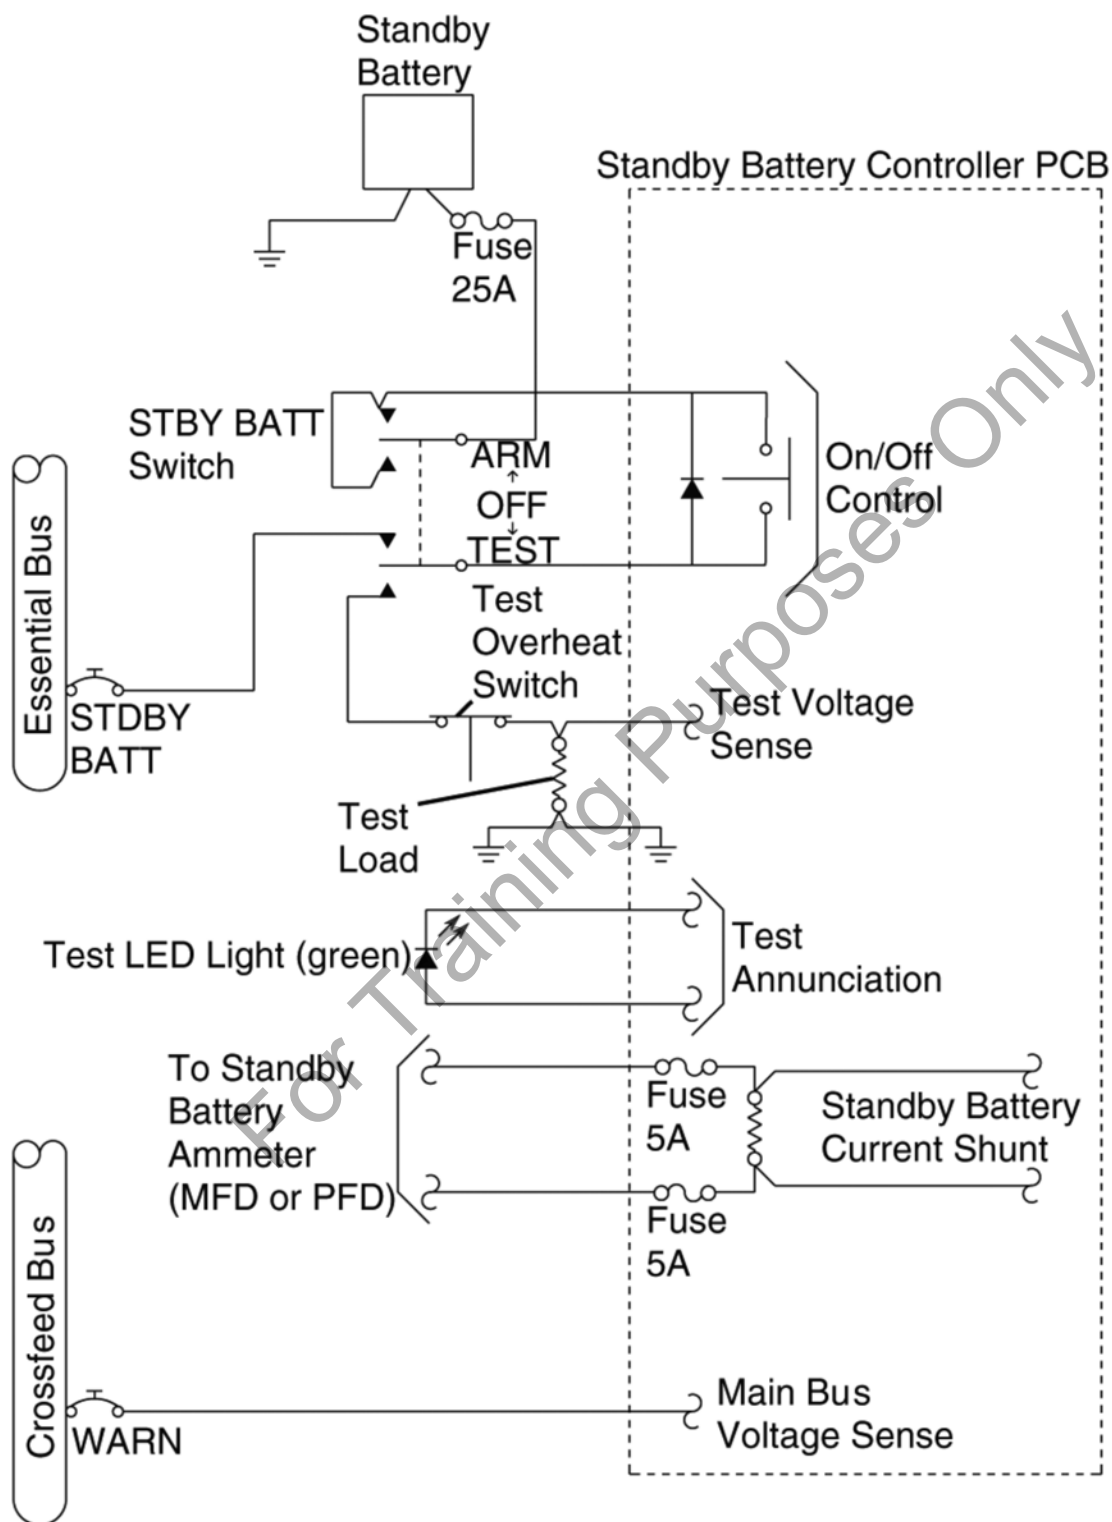 Standby
Battery
Standby Battery Controller PCB
Fuse
25A
STBY BATT
Switch
ARM
OFF
TEST
On/Off
Control
Essential Bus
STDBY
BATT
Test
Overheat
Switch
Test Voltage
Sense
Test
Load
Test LED Light (green)
Test
Annunciation
To Standby
Battery
Ammeter
(MFD or PFD)
Fuse
5A
Standby Battery
Current Shunt
Fuse
5A
Crossfeed Bus
WARN
Main Bus
Voltage Sense
For Training Purposes Only